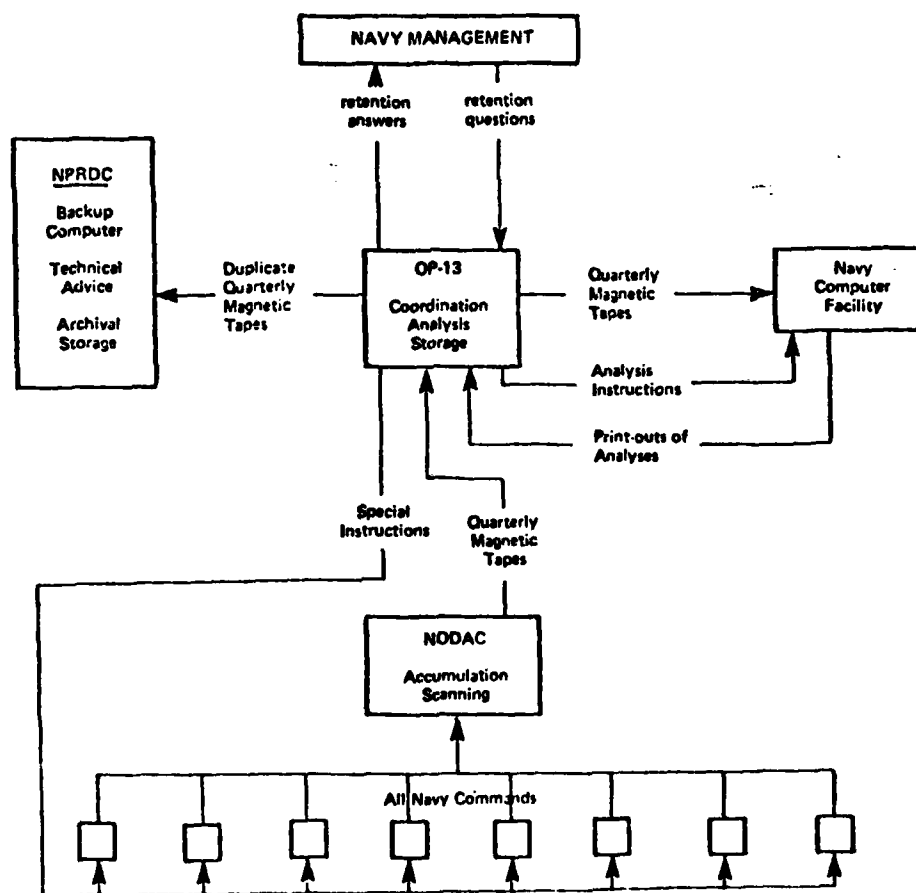 NAVY MANAGEMENT
retention
answers
retention
questions
NPRDC
Backup
Computer
Technical
Advice
Archival
Storage
Duplicate
Quarterly
Magnetic
Tapes
OP-13
Coordination
Analysis
Storage
Quarterly
Magnetic
Tapes
Navy
Computer
Facility
Analysis
Instructions
Print-outs of
Analyses
Special
Instructions
Quarterly
Magnetic
Tapes
NODAC
Accumulation
Scanning
All Navy Commands